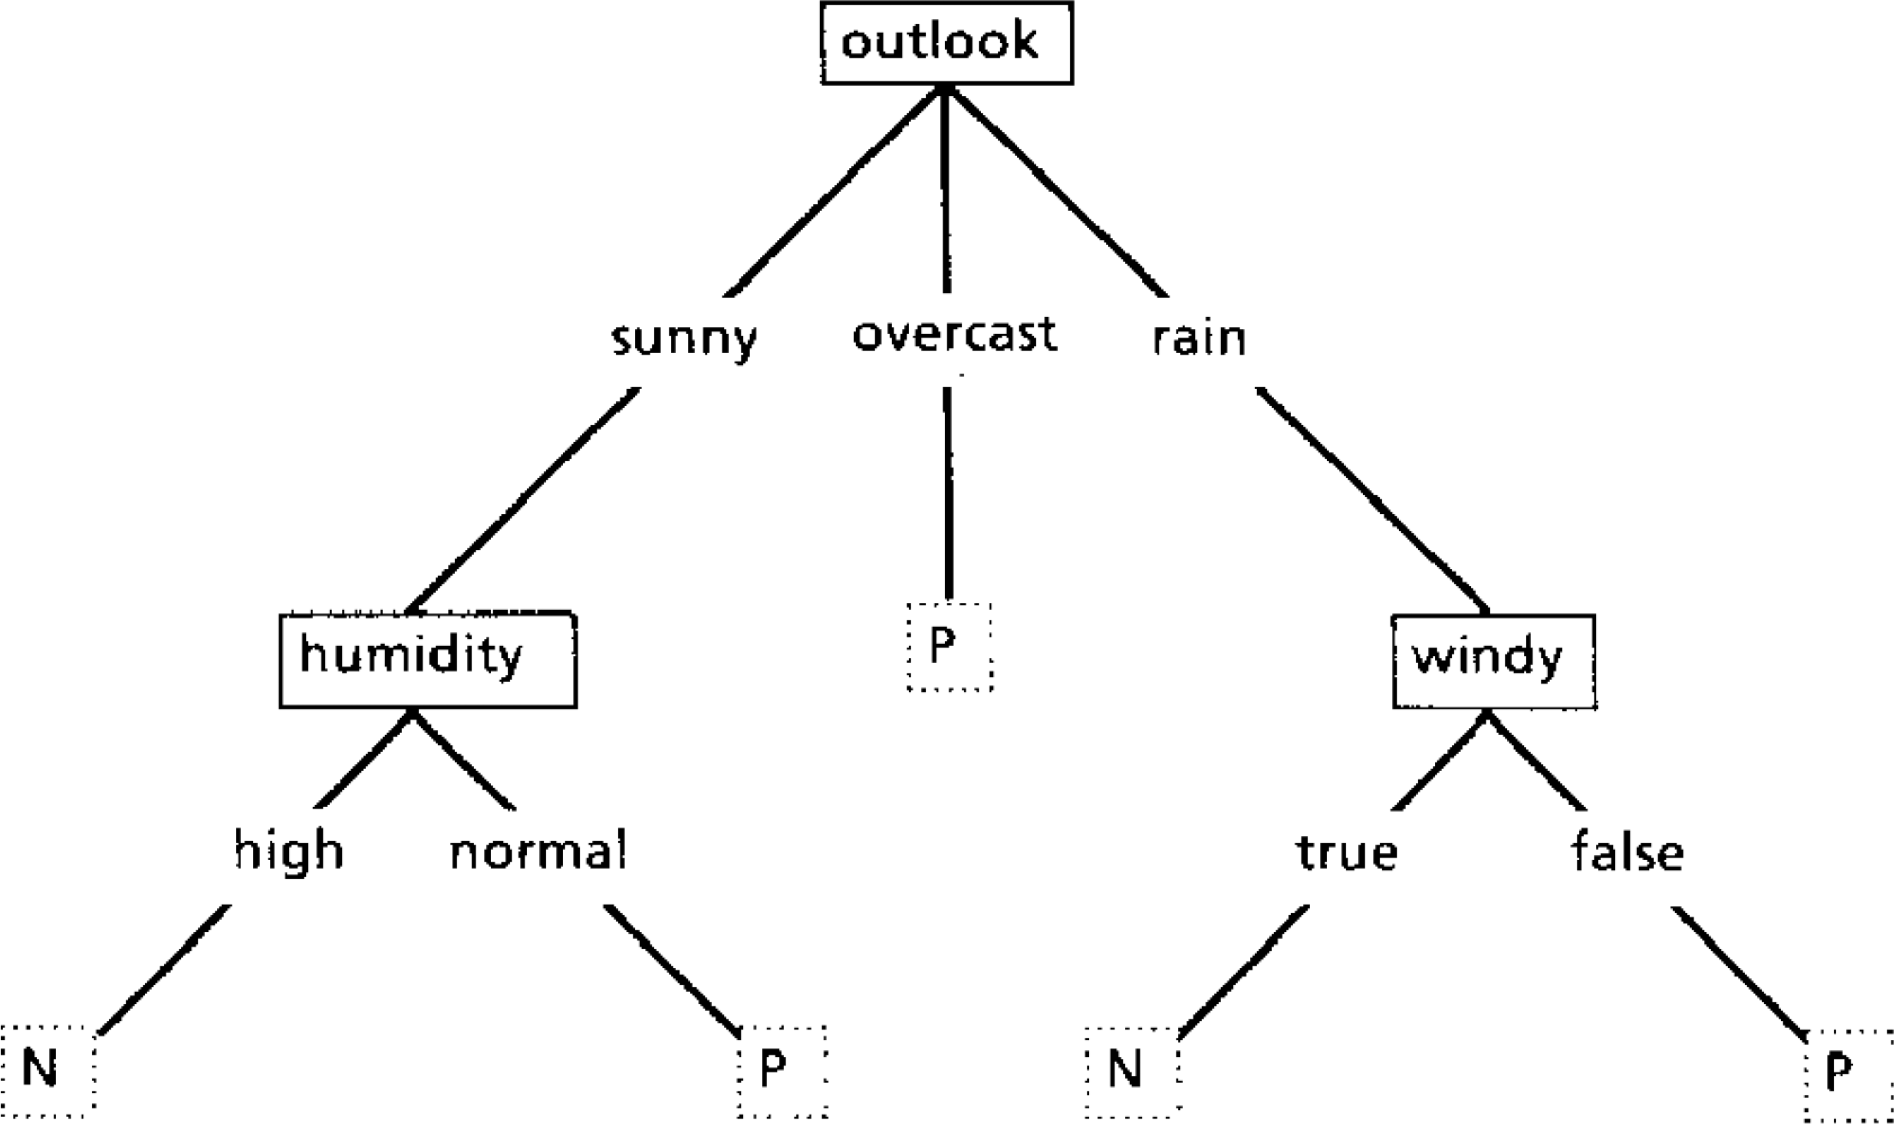 outlook
sunny overcast rain
humidity P windy
high normal true false
N P N P